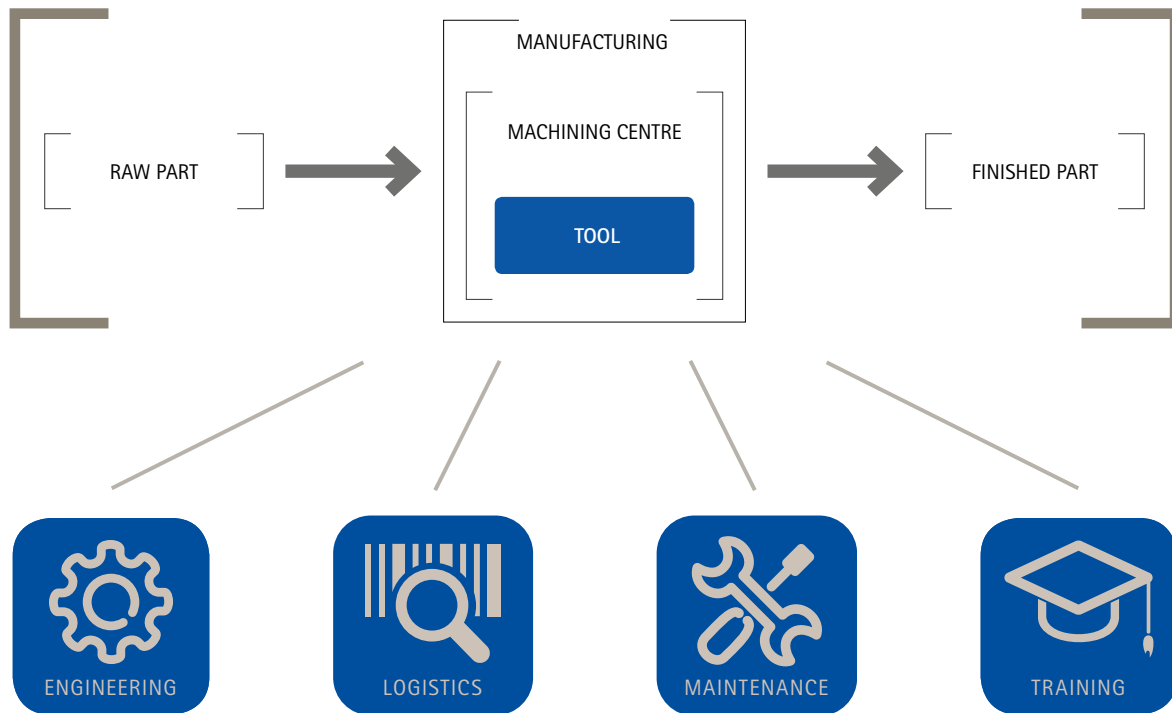 MANUFACTURING
MACHINING CENTRE
RAW PART
FINISHED PART
TOOL
ENGINEERING
LOGISTICS
MAINTENANCE
TRAINING